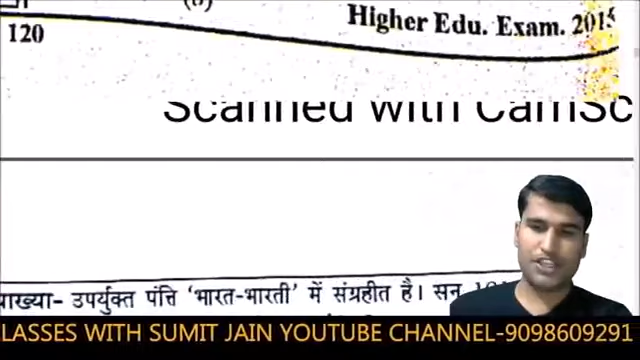 Higher Edu. Exam. 2015
120
Scanned with CamSc
व्याख्या- उपर्युक्त पंत्ति 'भारत-भारती' में संग्रहीत है। सन्
LASSES WITH SUMIT JAIN YOUTUBE CHANNEL-9098609291